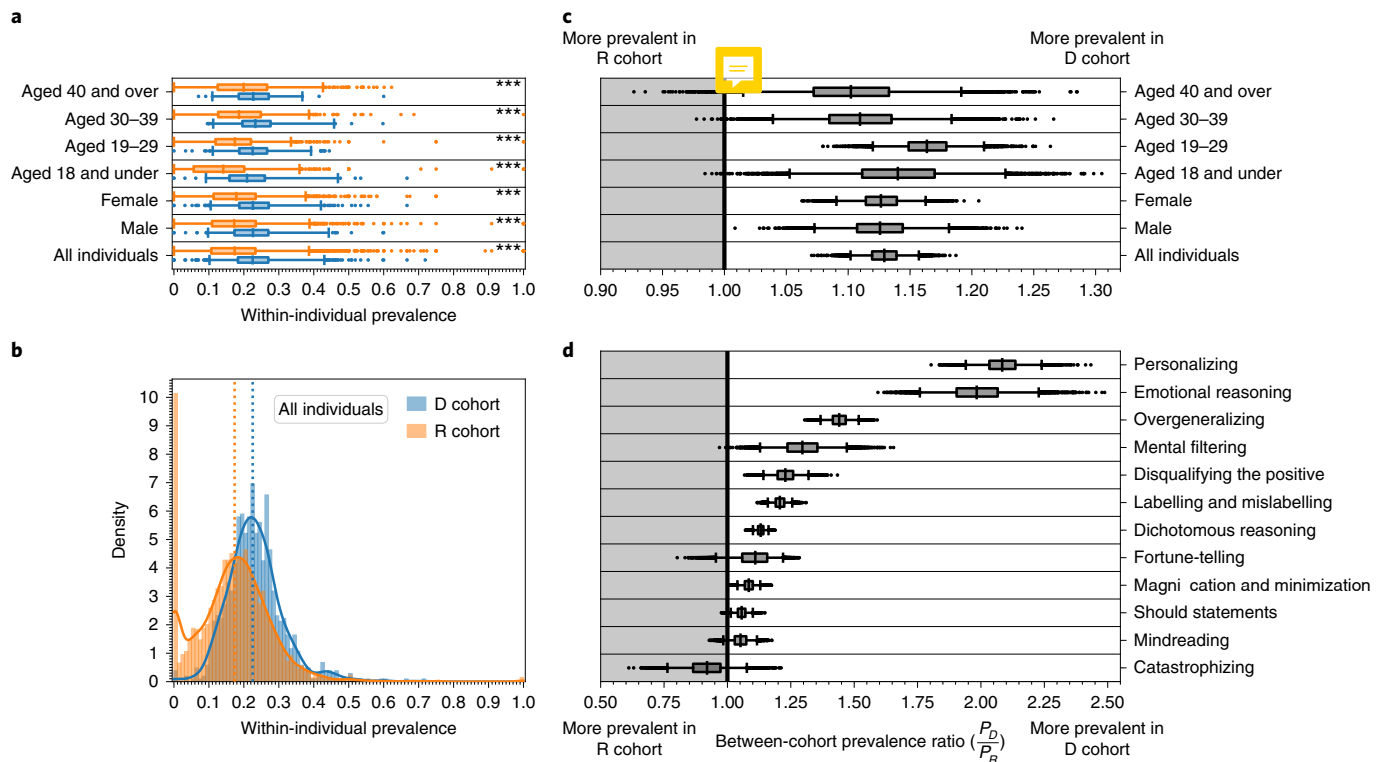 a
Aged 40 and over
Aged 30–39
Aged 19–29
Aged 18 and under
Female
Male
All individuals
***
***
***
***
***
***
***
0 0.1 0.2 0.3 0.4 0.5 0.6 0.7 0.8 0.9 1.0
Within-individual prevalence
b
All individuals
D cohort
R cohort
10
9
8
7
6
5
4
3
2
1
0
Density
0 0.1 0.2 0.3 0.4 0.5 0.6 0.7 0.8 0.9 1.0
Within-individual prevalence
c
More prevalent in
R cohort
More prevalent in
D cohort
Aged 40 and over
Aged 30–39
Aged 19–29
Aged 18 and under
Female
Male
All individuals
0.90 0.95 1.00 1.05 1.10 1.15 1.20 1.25 1.30
d
Personalizing
Emotional reasoning
Overgeneralizing
Mental filtering
Disqualifying the positive
Labelling and mislabelling
Dichotomous reasoning
Fortune-telling
Magni cation and minimization
Should statements
Mindreading
Catastrophizing
0.50 0.75 1.00 1.25 1.50 1.75 2.00 2.25 2.50
More prevalent in
R cohort
Between-cohort prevalence ratio (P_D/P_R)
More prevalent in
D cohort